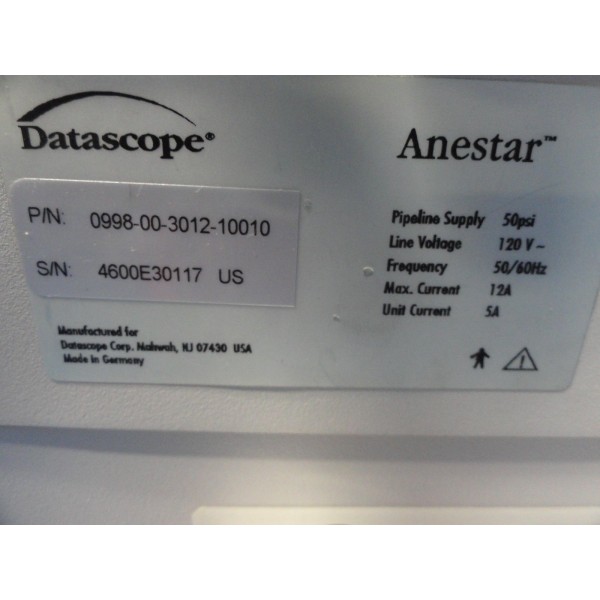 Datascope®
Anestar™
P/N: 0998-00-3012-10010
S/N: 4600E30117 US
Pipeline Supply 50psi
Line Voltage 120 V ~
Frequency 50/60Hz
Max. Current 12A
Unit Current 5A
Manufactured for
Datascope Corp. Mahwah, NJ 07430 USA
Made in Germany